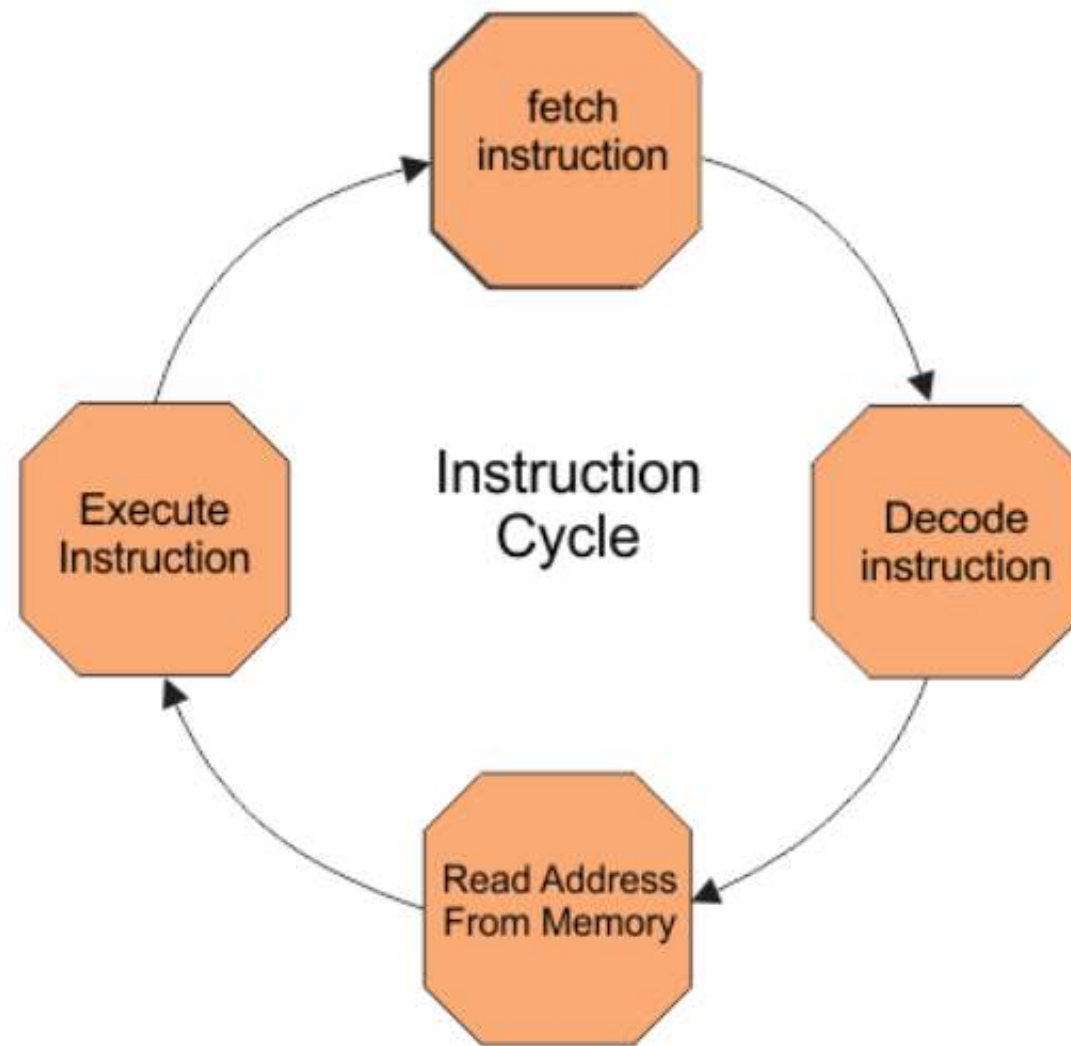 fetch
instruction
Instruction
Cycle
Decode
instruction
Read Address
From Memory
Execute
Instruction